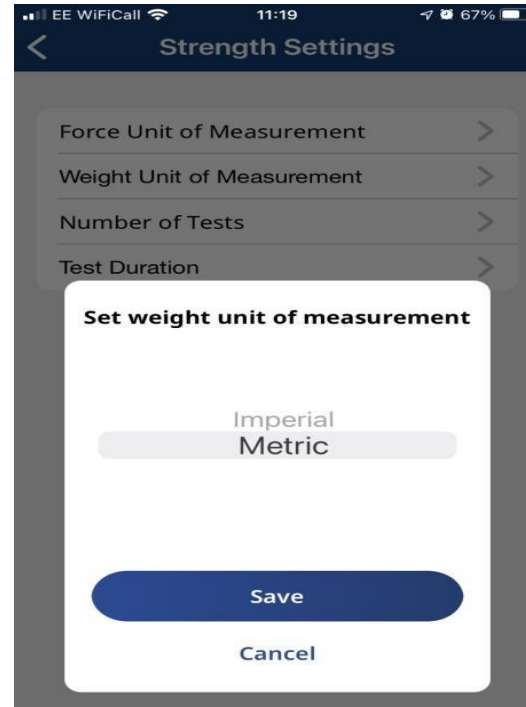 EE WiFiCall 11:19 67%
Strength Settings
Force Unit of Measurement
Weight Unit of Measurement
Number of Tests
Test Duration
Set weight unit of measurement
Imperial
Metric
Save
Cancel